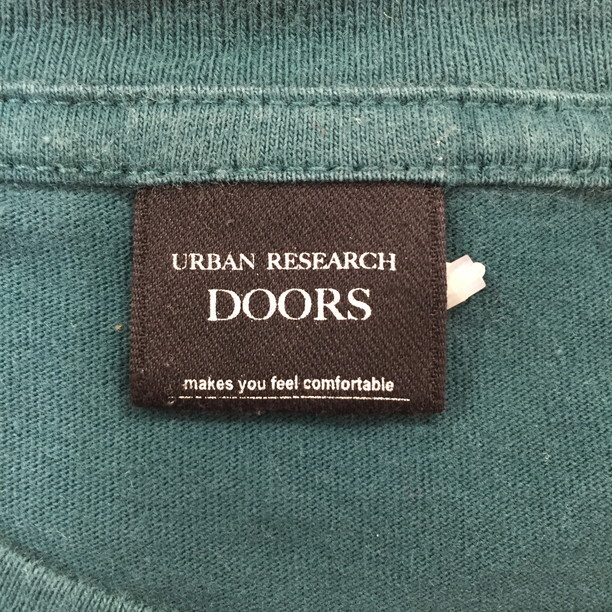 URBAN RESEARCH
DOORS
makes you feel comfortable